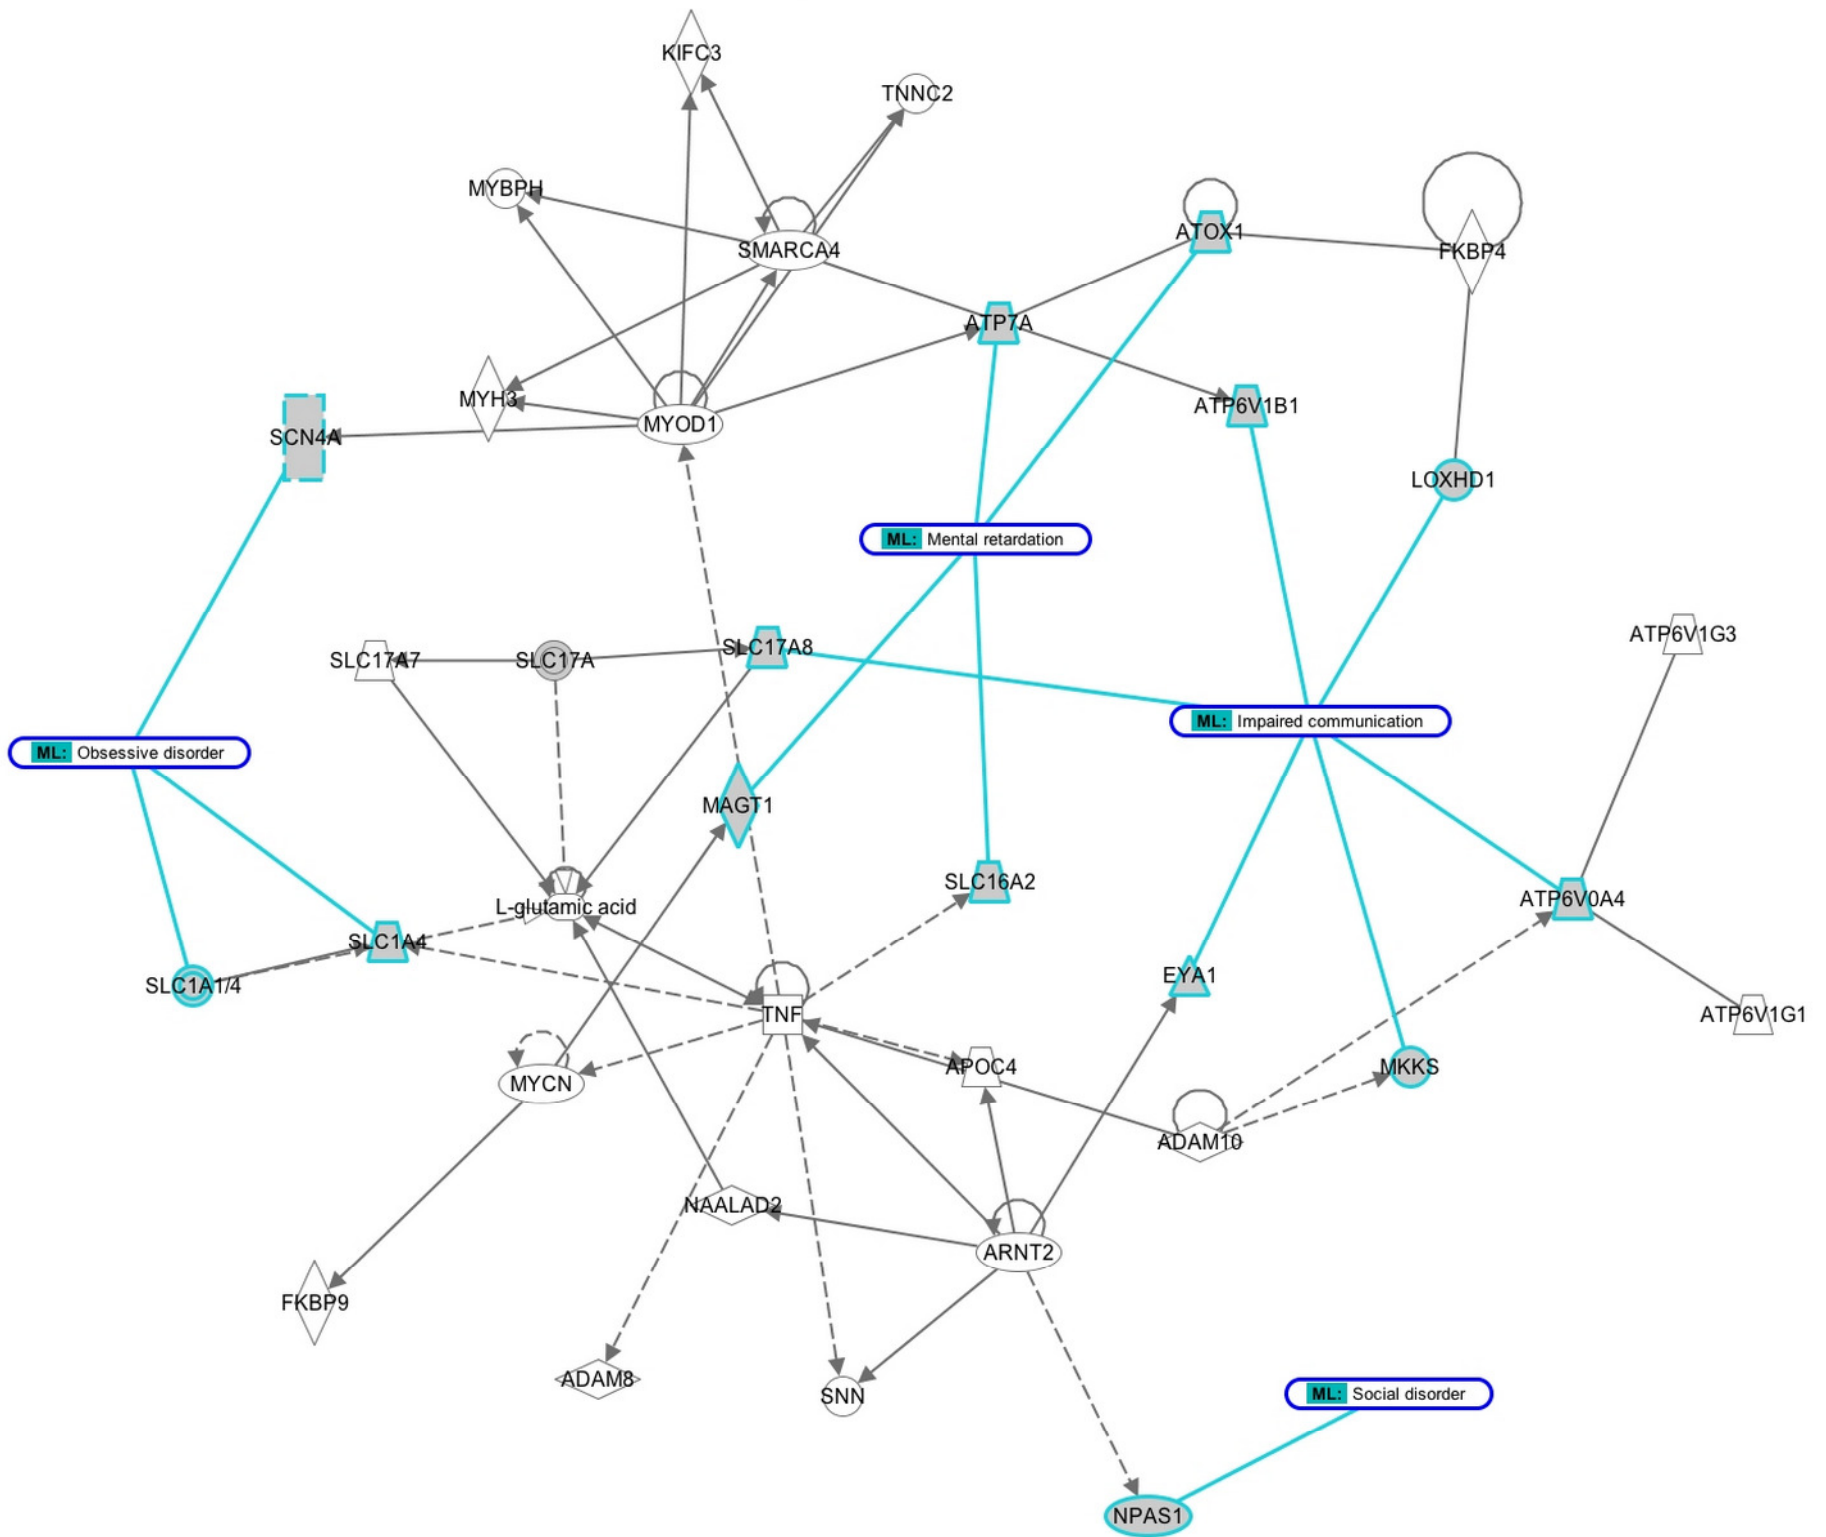 KIFC3
TNNC2
MYBPH
ATOX1
SMARCA4
FKBP4
ATP7A
MYH3
ATP6V1B1
MYOD1
SCN4A
LOXHD1
ML: Mental retardation
ATP6V1G3
SLC17A7
SLC17A
SLC17A8
ML: Impaired communication
ML: Obsessive disorder
MAGT1
SLC16A2
ATP6V0A4
L-glutamic acid
SLC1A4
EYA1
SLC1A1/4
TNF
ATP6V1G1
APOC4
MKKS
MYCN
ADAM10
NAALAD2
ARNT2
FKBP9
ADAM8
SNN
ML: Social disorder
NPAS1